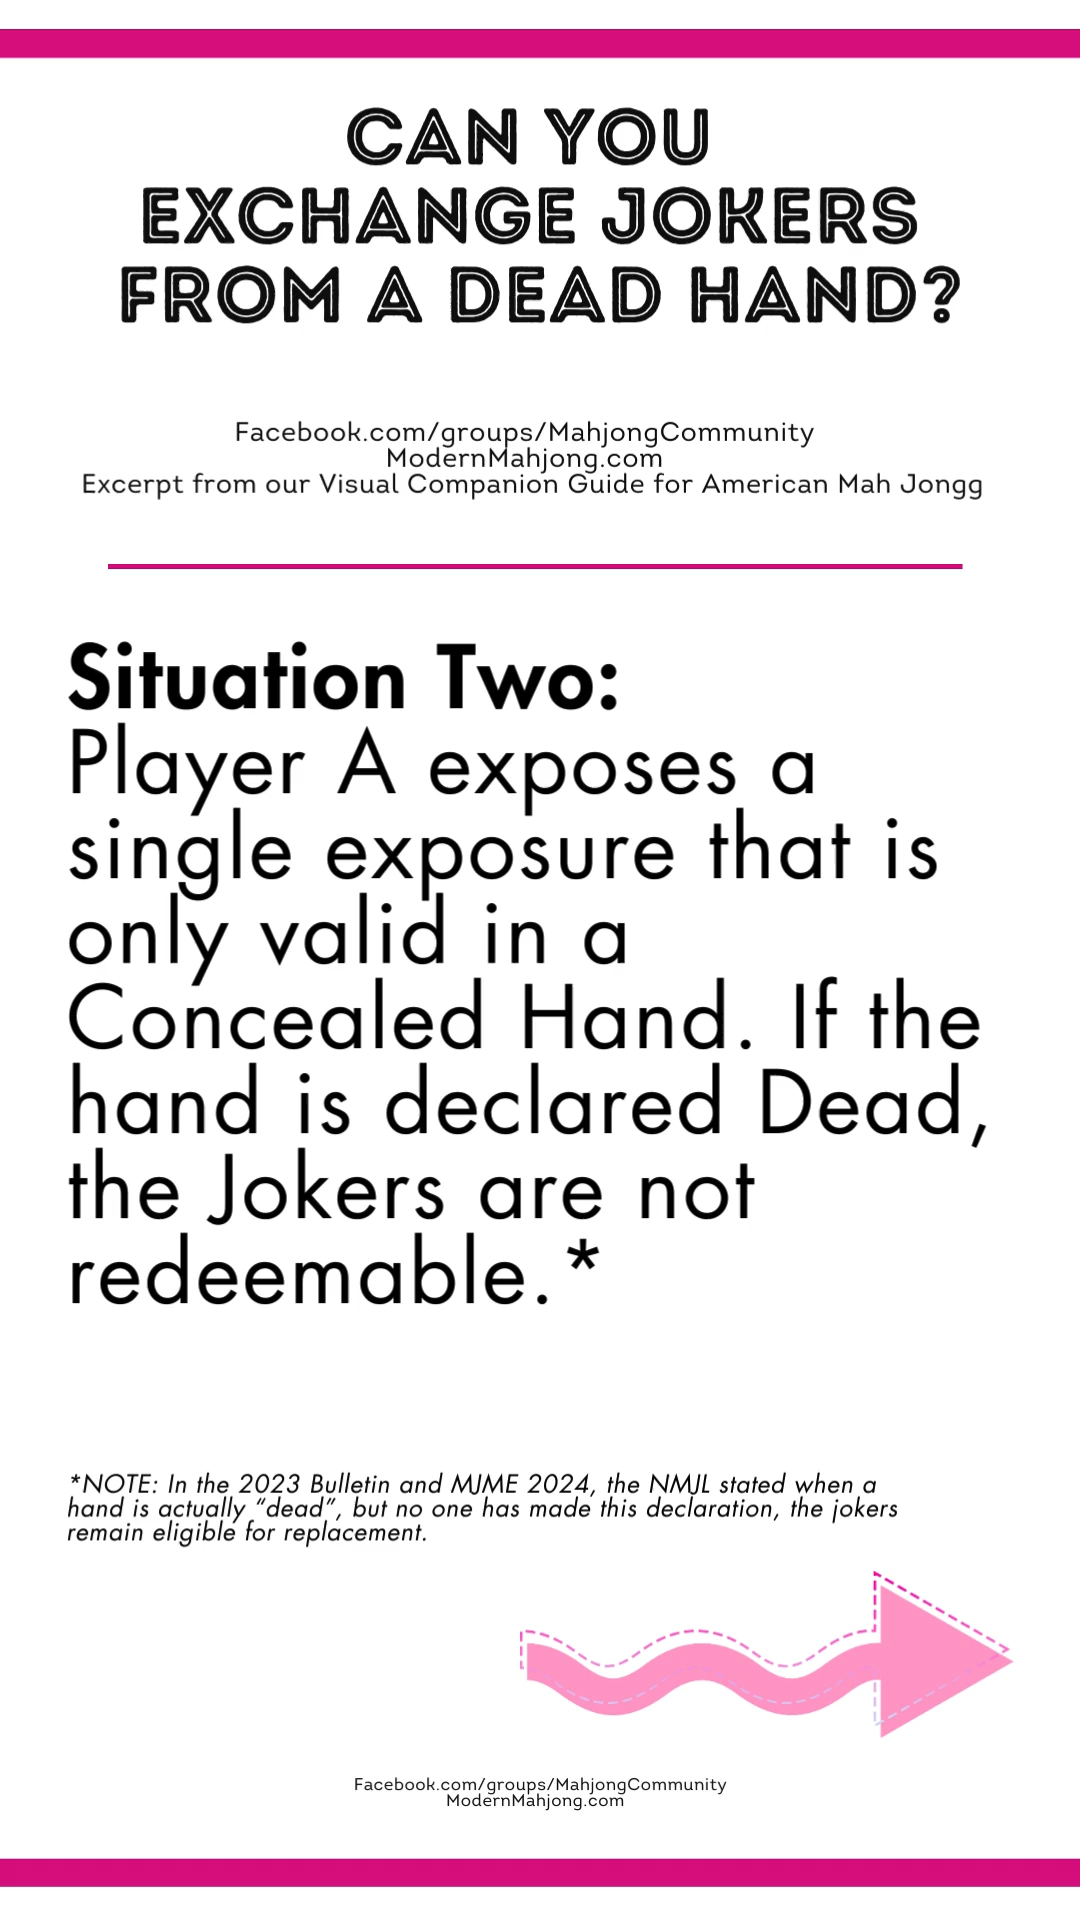 CAN YOU
EXCHANGE JOKERS
FROM A DEAD HAND?
Facebook.com/groups/MahjongCommunity
ModernMahjong.com
Excerpt from our Visual Companion Guide for American Mah Jongg
Situation Two:
Player A exposes a
single exposure that is
only valid in a
Concealed Hand. If the
hand is declared Dead,
the Jokers are not
redeemable.*
*NOTE: In the 2023 Bulletin and MJME 2024, the NMJL stated when a
hand is actually “dead”, but no one has made this declaration, the jokers
remain eligible for replacement.
Facebook.com/groups/MahjongCommunity
ModernMahjong.com